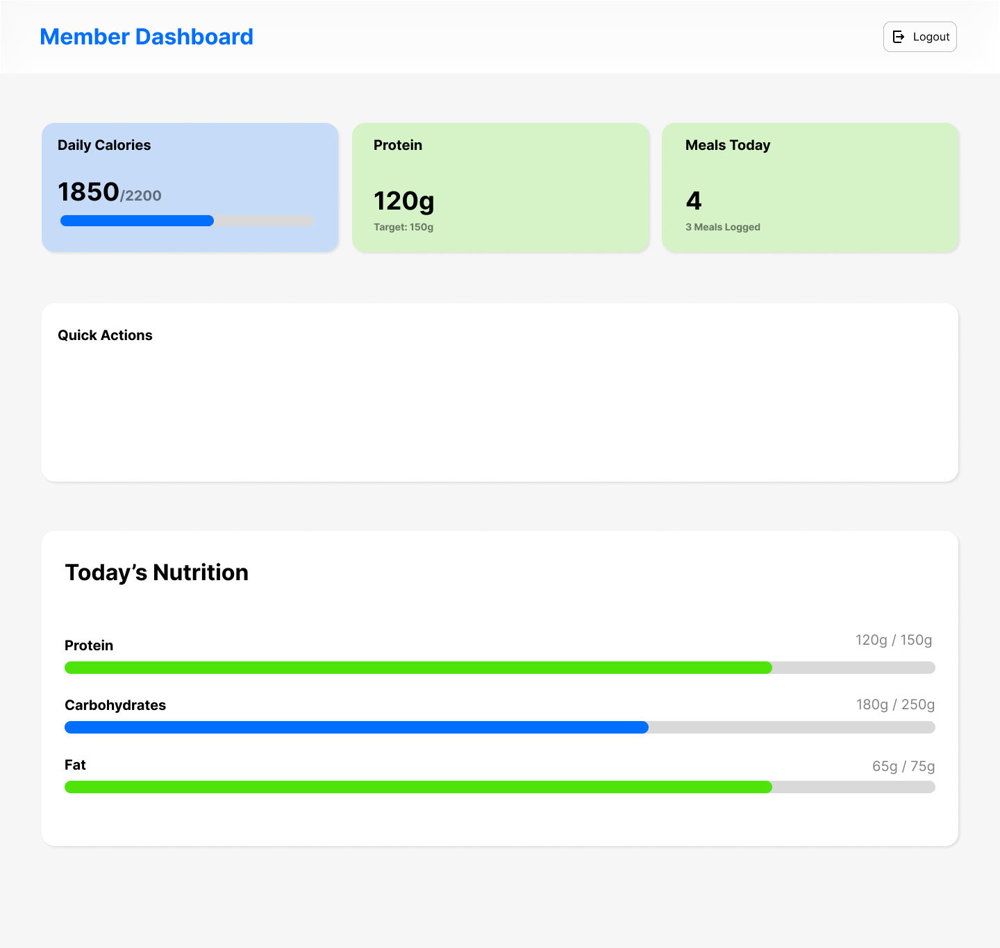 Member Dashboard
Logout
Daily Calories
1850/2200
Protein
120g
Target: 150g
Meals Today
4
3 Meals Logged
Quick Actions
Today’s Nutrition
Protein
120g / 150g
Carbohydrates
180g / 250g
Fat
65g / 75g